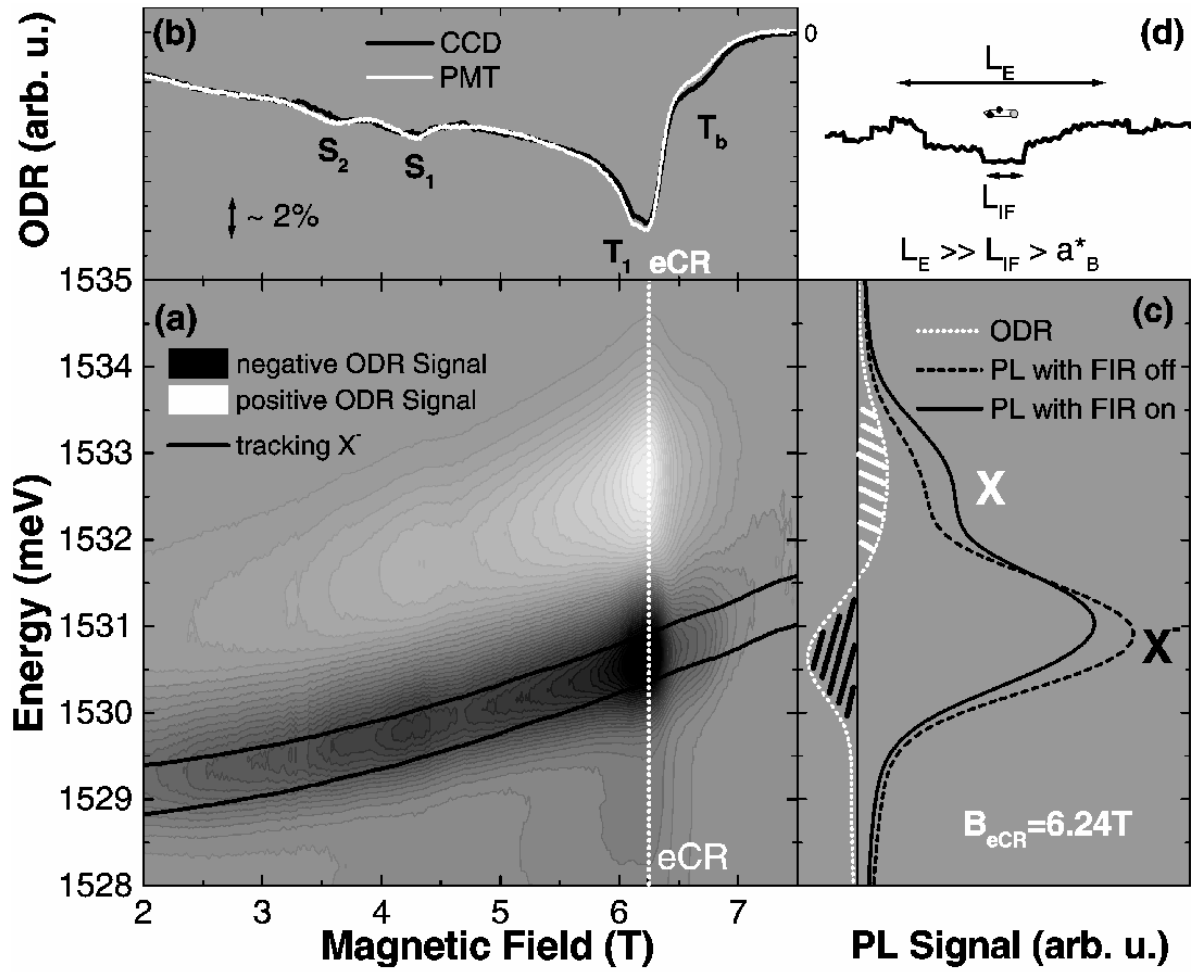 (b)
CCD
PMT
S2
S1
Tb
~ 2%
T1
eCR
ODR (arb. u.)
0
(d)
LE
LIF
LE >> LIF > a*B
(a)
negative ODR Signal
positive ODR Signal
tracking X-
eCR
1535
1534
1533
1532
1531
1530
1529
1528
Energy (meV)
2 3 4 5 6 7
Magnetic Field (T)
(c)
ODR
PL with FIR off
PL with FIR on
X
X-
BeCR=6.24T
PL Signal (arb. u.)